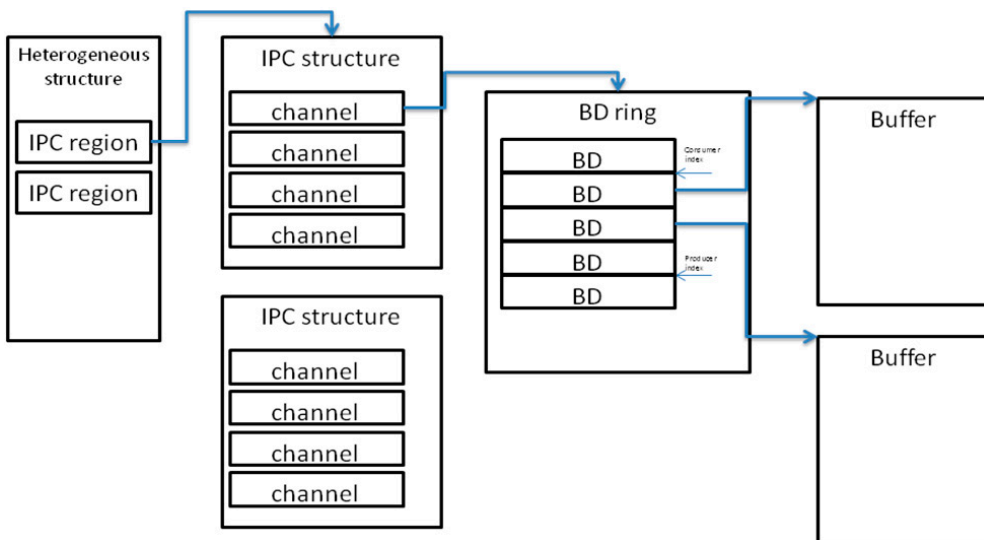 Heterogeneous
structure
IPC region
IPC region
IPC structure
channel
channel
channel
channel
IPC structure
channel
channel
channel
channel
BD ring
BD
BD
BD
BD
BD
Consumer
index
Producer
index
Buffer
Buffer